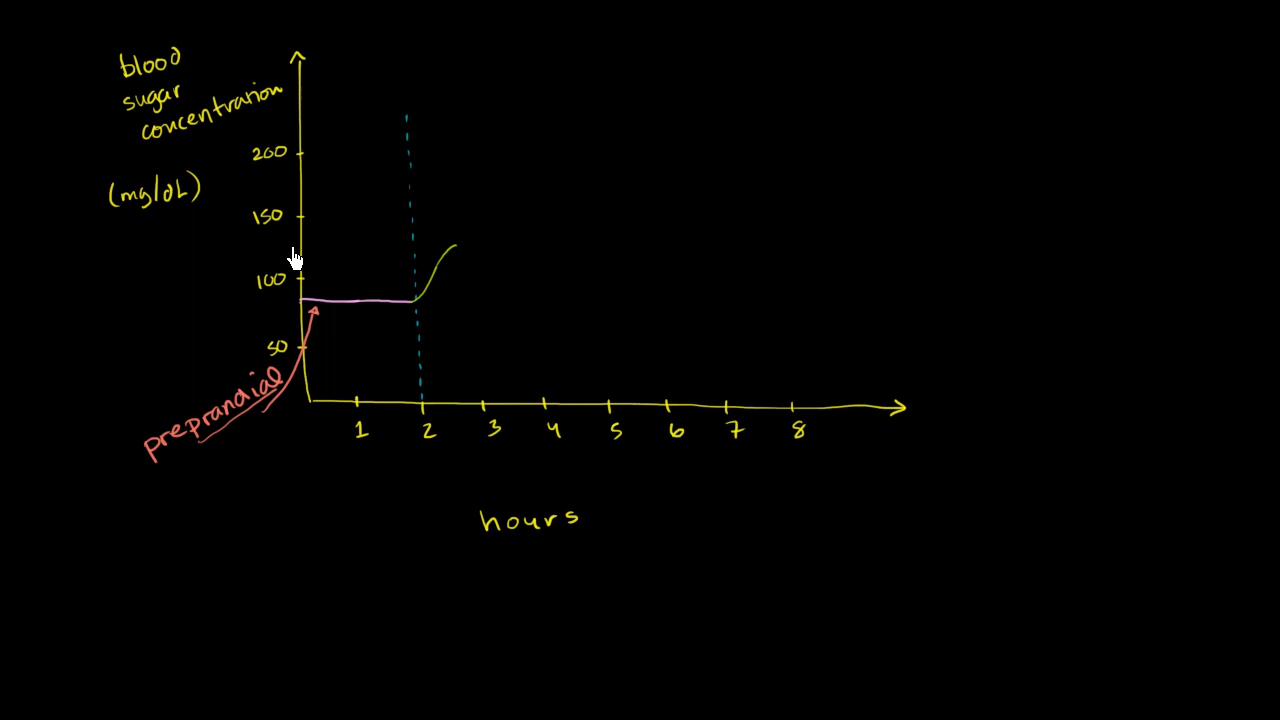 blood
sugar
concentration
(mg/dL)
200
150
100
50
preprandial
1 2 3 4 5 6 7 8
hours